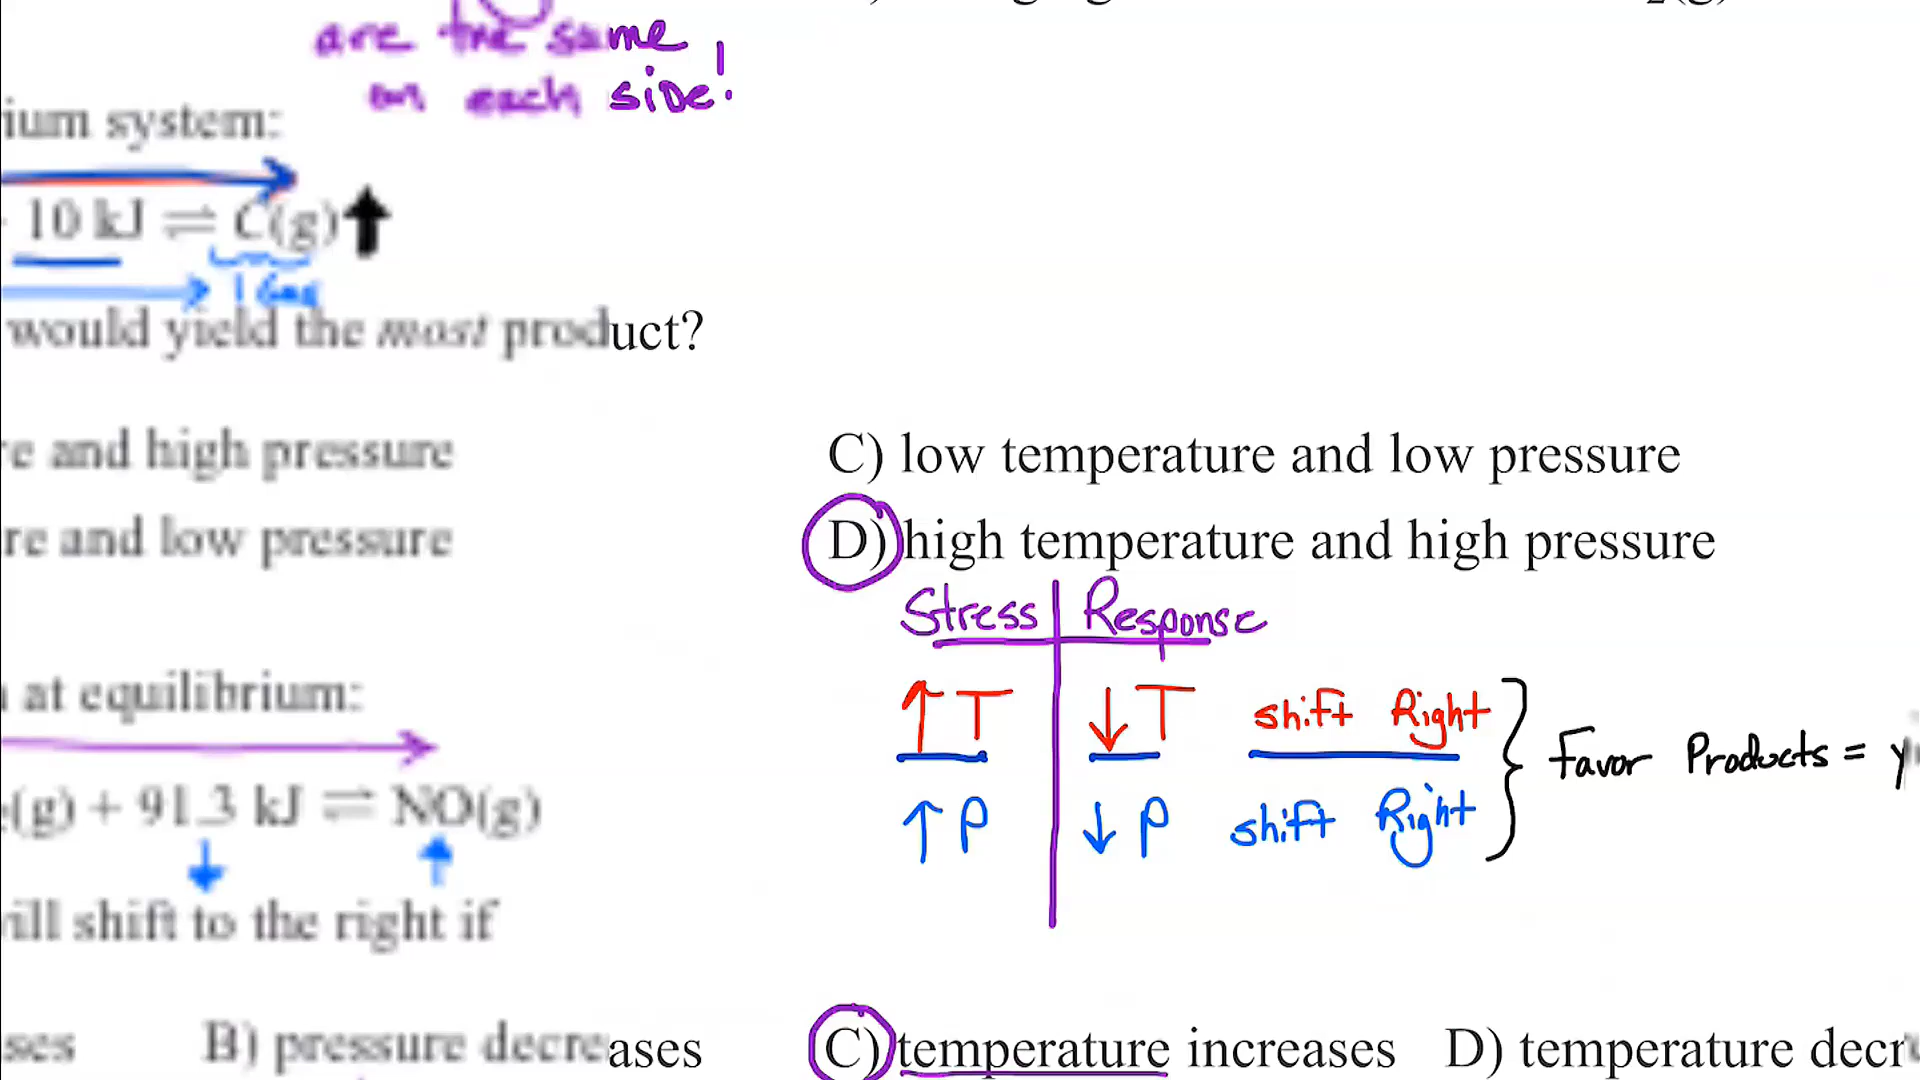 are the same
on each side!
ium system:
10 kJ ⇌ C(g)
1 Gas
would yield the most product?
re and high pressure
C) low temperature and low pressure
re and low pressure
D) high temperature and high pressure
Stress Response
↑ T ↓ T shift Right
at equilibrium:
Favor Products =
(g) + 91.3 kJ ⇌ NO(g)
↑ P ↓ P shift Right
ill shift to the right if
ses B) pressure decreases C) temperature increases D) temperature decr